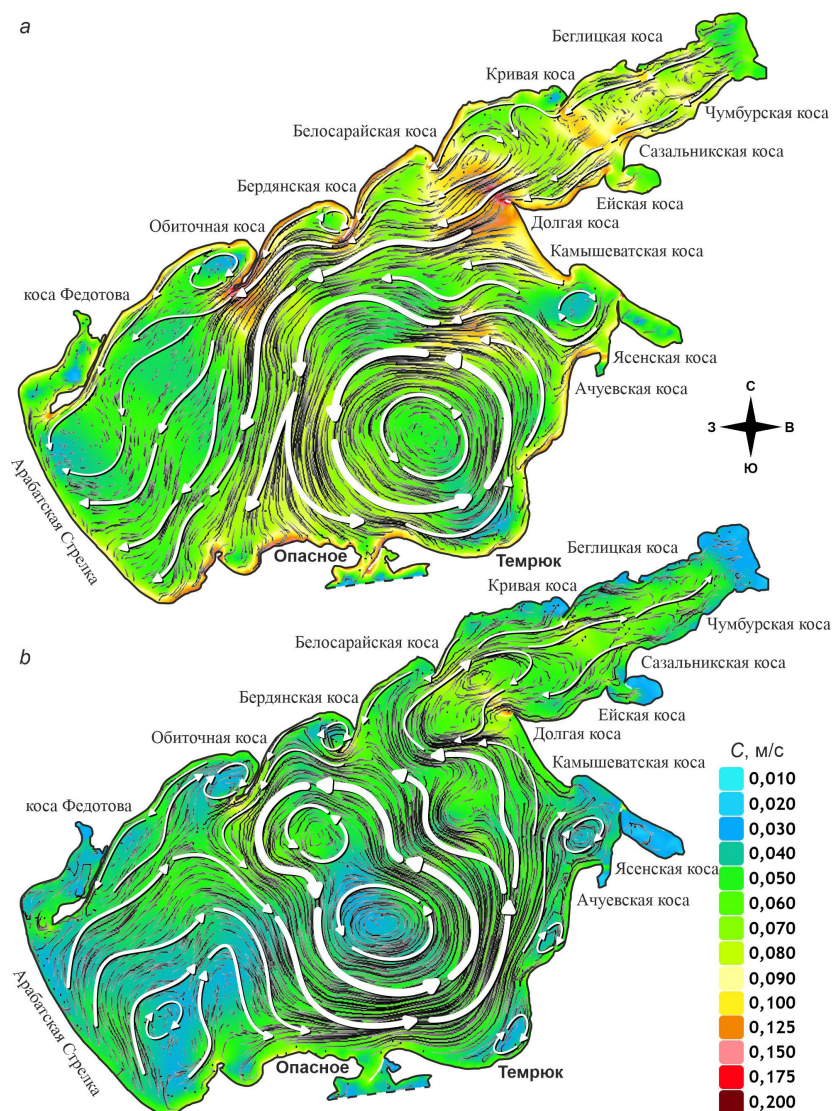 a
Беглицкая коса
Кривая коса
Чумбурская коса
Белосарайская коса
Сазальникская коса
Бердянская коса
Ейская коса
Обиточная коса
Долгая коса
Камышеватская коса
коса Федотова
Ясенская коса
Ачуевская коса
С
З
В
Ю
Арабатская Стрелка
Опасное
Темрюк
b
Беглицкая коса
Кривая коса
Чумбурская коса
Белосарайская коса
Сазальникская коса
Бердянская коса
Ейская коса
Обиточная коса
Долгая коса
Камышеватская коса
коса Федотова
Ясенская коса
Ачуевская коса
Арабатская Стрелка
Опасное
Темрюк
C, м/с
0,010
0,020
0,030
0,040
0,050
0,060
0,070
0,080
0,090
0,100
0,125
0,150
0,175
0,200